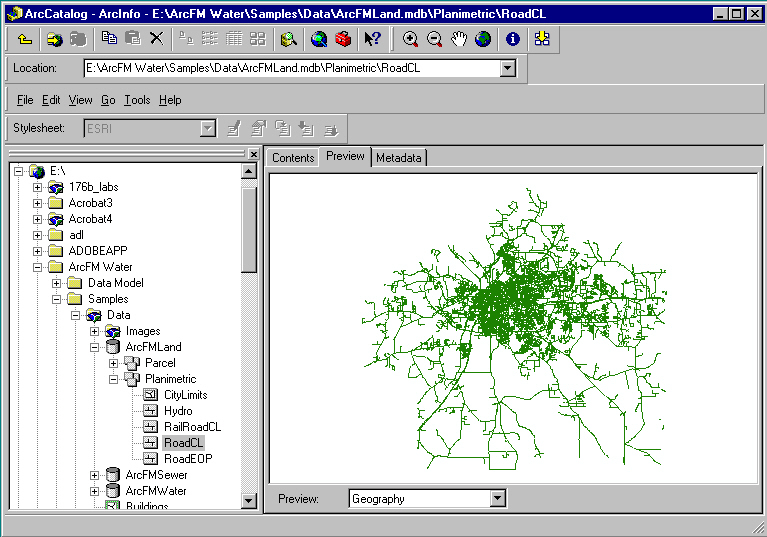 ArcCatalog - ArcInfo - E:\ArcFM Water\Samples\Data\ArcFMLand.mdb\Planimetric\RoadCL
Location: E:\ArcFM Water\Samples\Data\ArcFMLand.mdb\Planimetric\RoadCL
File Edit View Go Tools Help
Stylesheet: ESRI
Contents Preview Metadata
E:\
176b_labs
Acrobat3
Acrobat4
adl
ADOBEAPP
ArcFM Water
Data Model
Samples
Data
Images
ArcFMLand
Parcel
Planimetric
CityLimits
Hydro
RailRoadCL
RoadCL
RoadEOP
ArcFMSewer
ArcFMWater
Buildings
Preview: Geography